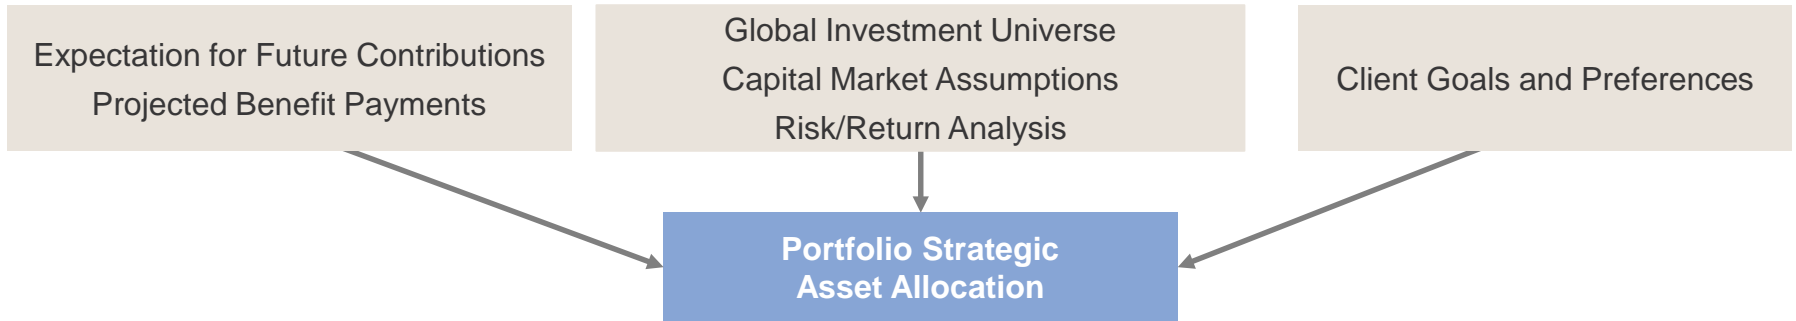 Expectation for Future Contributions
Projected Benefit Payments
Global Investment Universe
Capital Market Assumptions
Risk/Return Analysis
Client Goals and Preferences
Portfolio Strategic
Asset Allocation